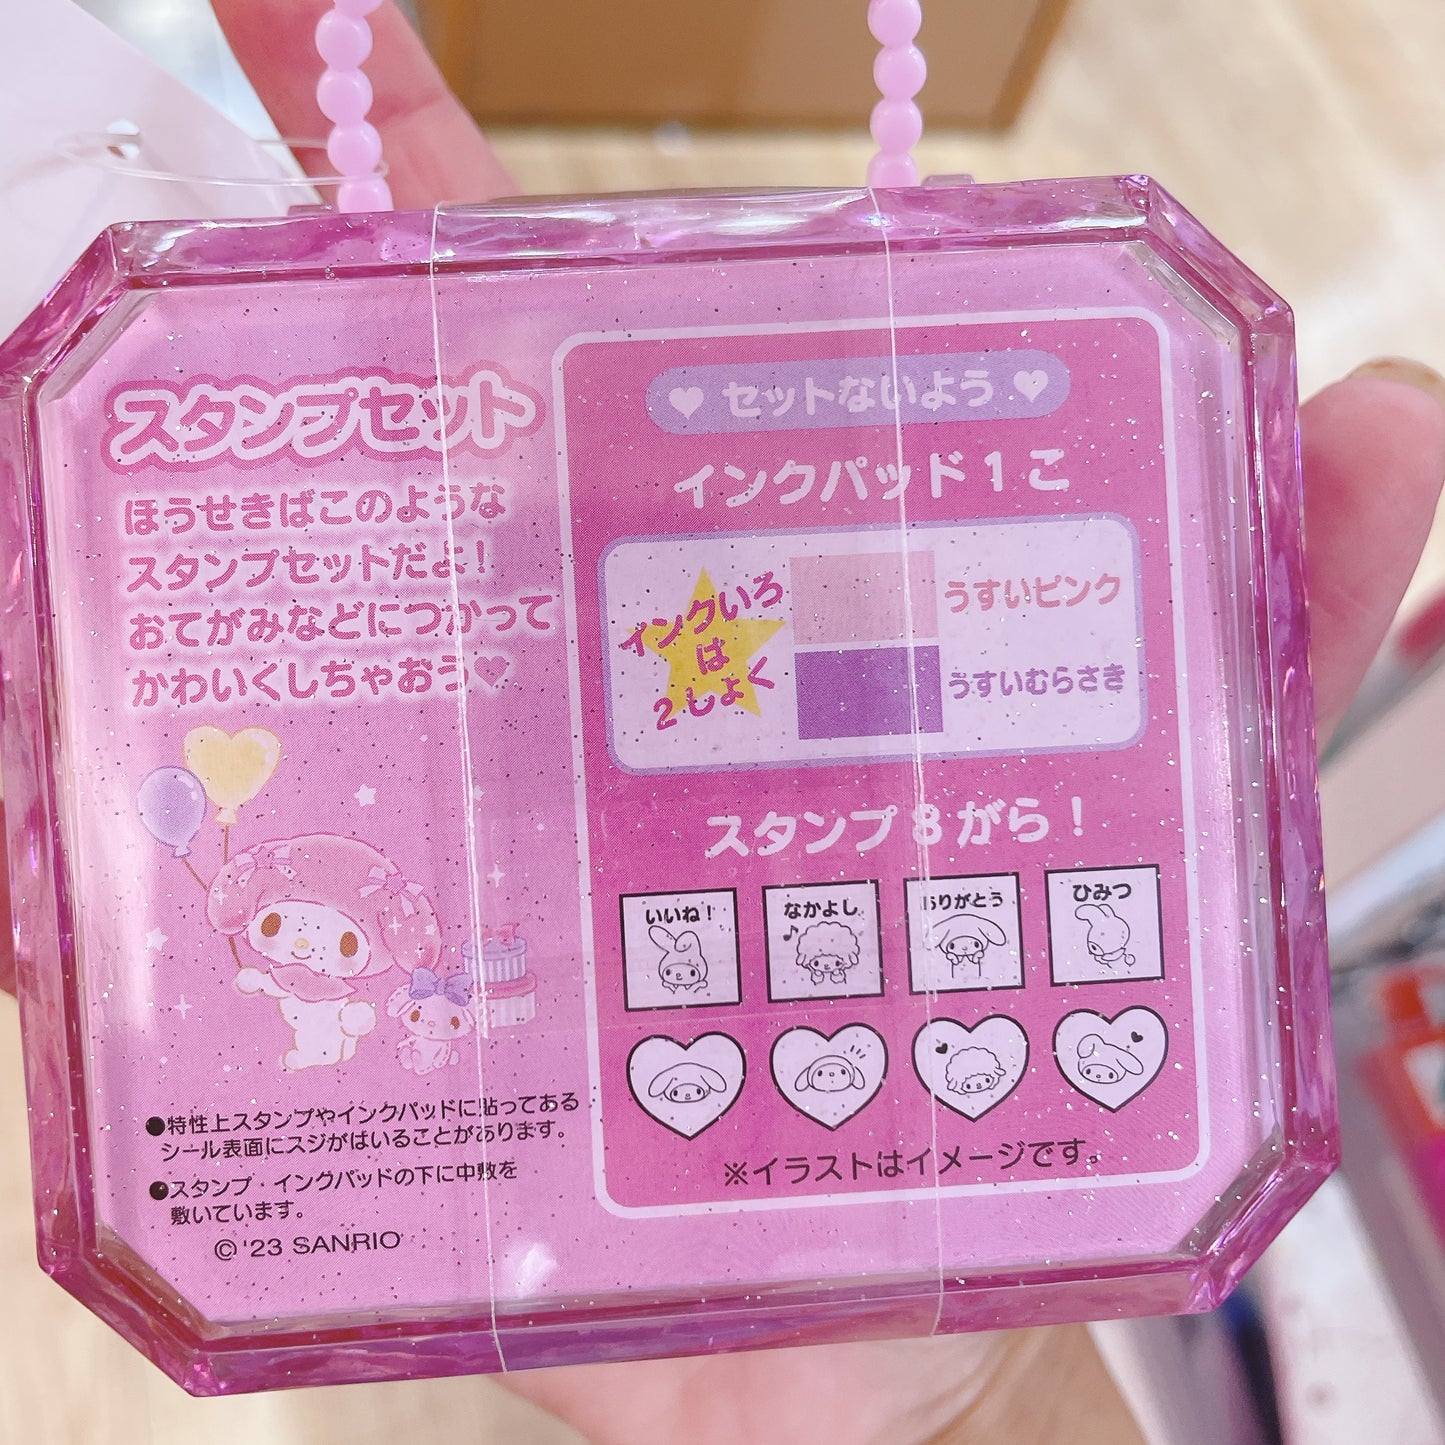 スタンプセット
ほうせきばこのような
スタンプセットだよ！
おてがみなどにつかって
かわいくしちゃおう♥
●特性上スタンプやインクパッドに貼ってある
シール表面にスジがはいることがあります。
●スタンプ・インクパッドの下に中敷を
敷いています。
© '23 SANRIO
♥ セットないよう ♥
インクパッド1こ
インクいろ
は
2しょく
うすいピンク
うすいむらさき
スタンプ8がら！
いいね！
なかよし
ありがとう
ひみつ
※イラストはイメージです。